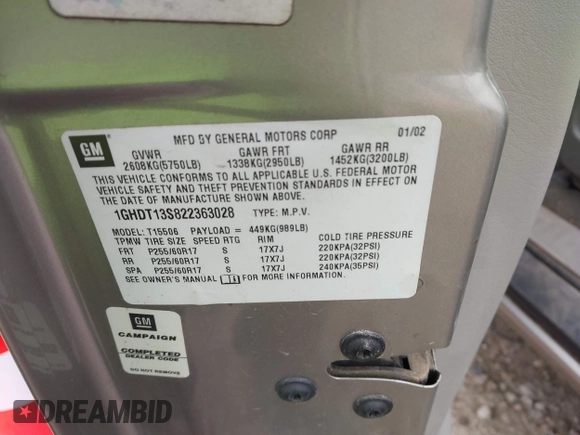 GM
MFD BY GENERAL MOTORS CORP 01/02
GVWR GAWR FRT GAWR RR
2608KG(5750LB) 1338KG(2950LB) 1452KG(3200LB)
THIS VEHICLE CONFORMS TO ALL APPLICABLE U.S. FEDERAL MOTOR
VEHICLE SAFETY AND THEFT PREVENTION STANDARDS IN EFFECT ON
THE DATE OF MANUFACTURE SHOWN ABOVE.
1GHDT13S822363028 TYPE: M.P.V.
MODEL: T15506 PAYLOAD = 449KG(989LB)
TPMW TIRE SIZE SPEED RTG RIM COLD TIRE PRESSURE
FRT P255/60R17 S 17X7J 220KPA(32PSI)
RR P255/60R17 S 17X7J 220KPA(32PSI)
SPA P255/60R17 S 17X7J 240KPA(35PSI)
SEE OWNER'S MANUAL FOR MORE INFORMATION.
GM
CAMPAIGN
COMPLETED
DEALER CODE
DO NOT REMOVE
DREAMBID